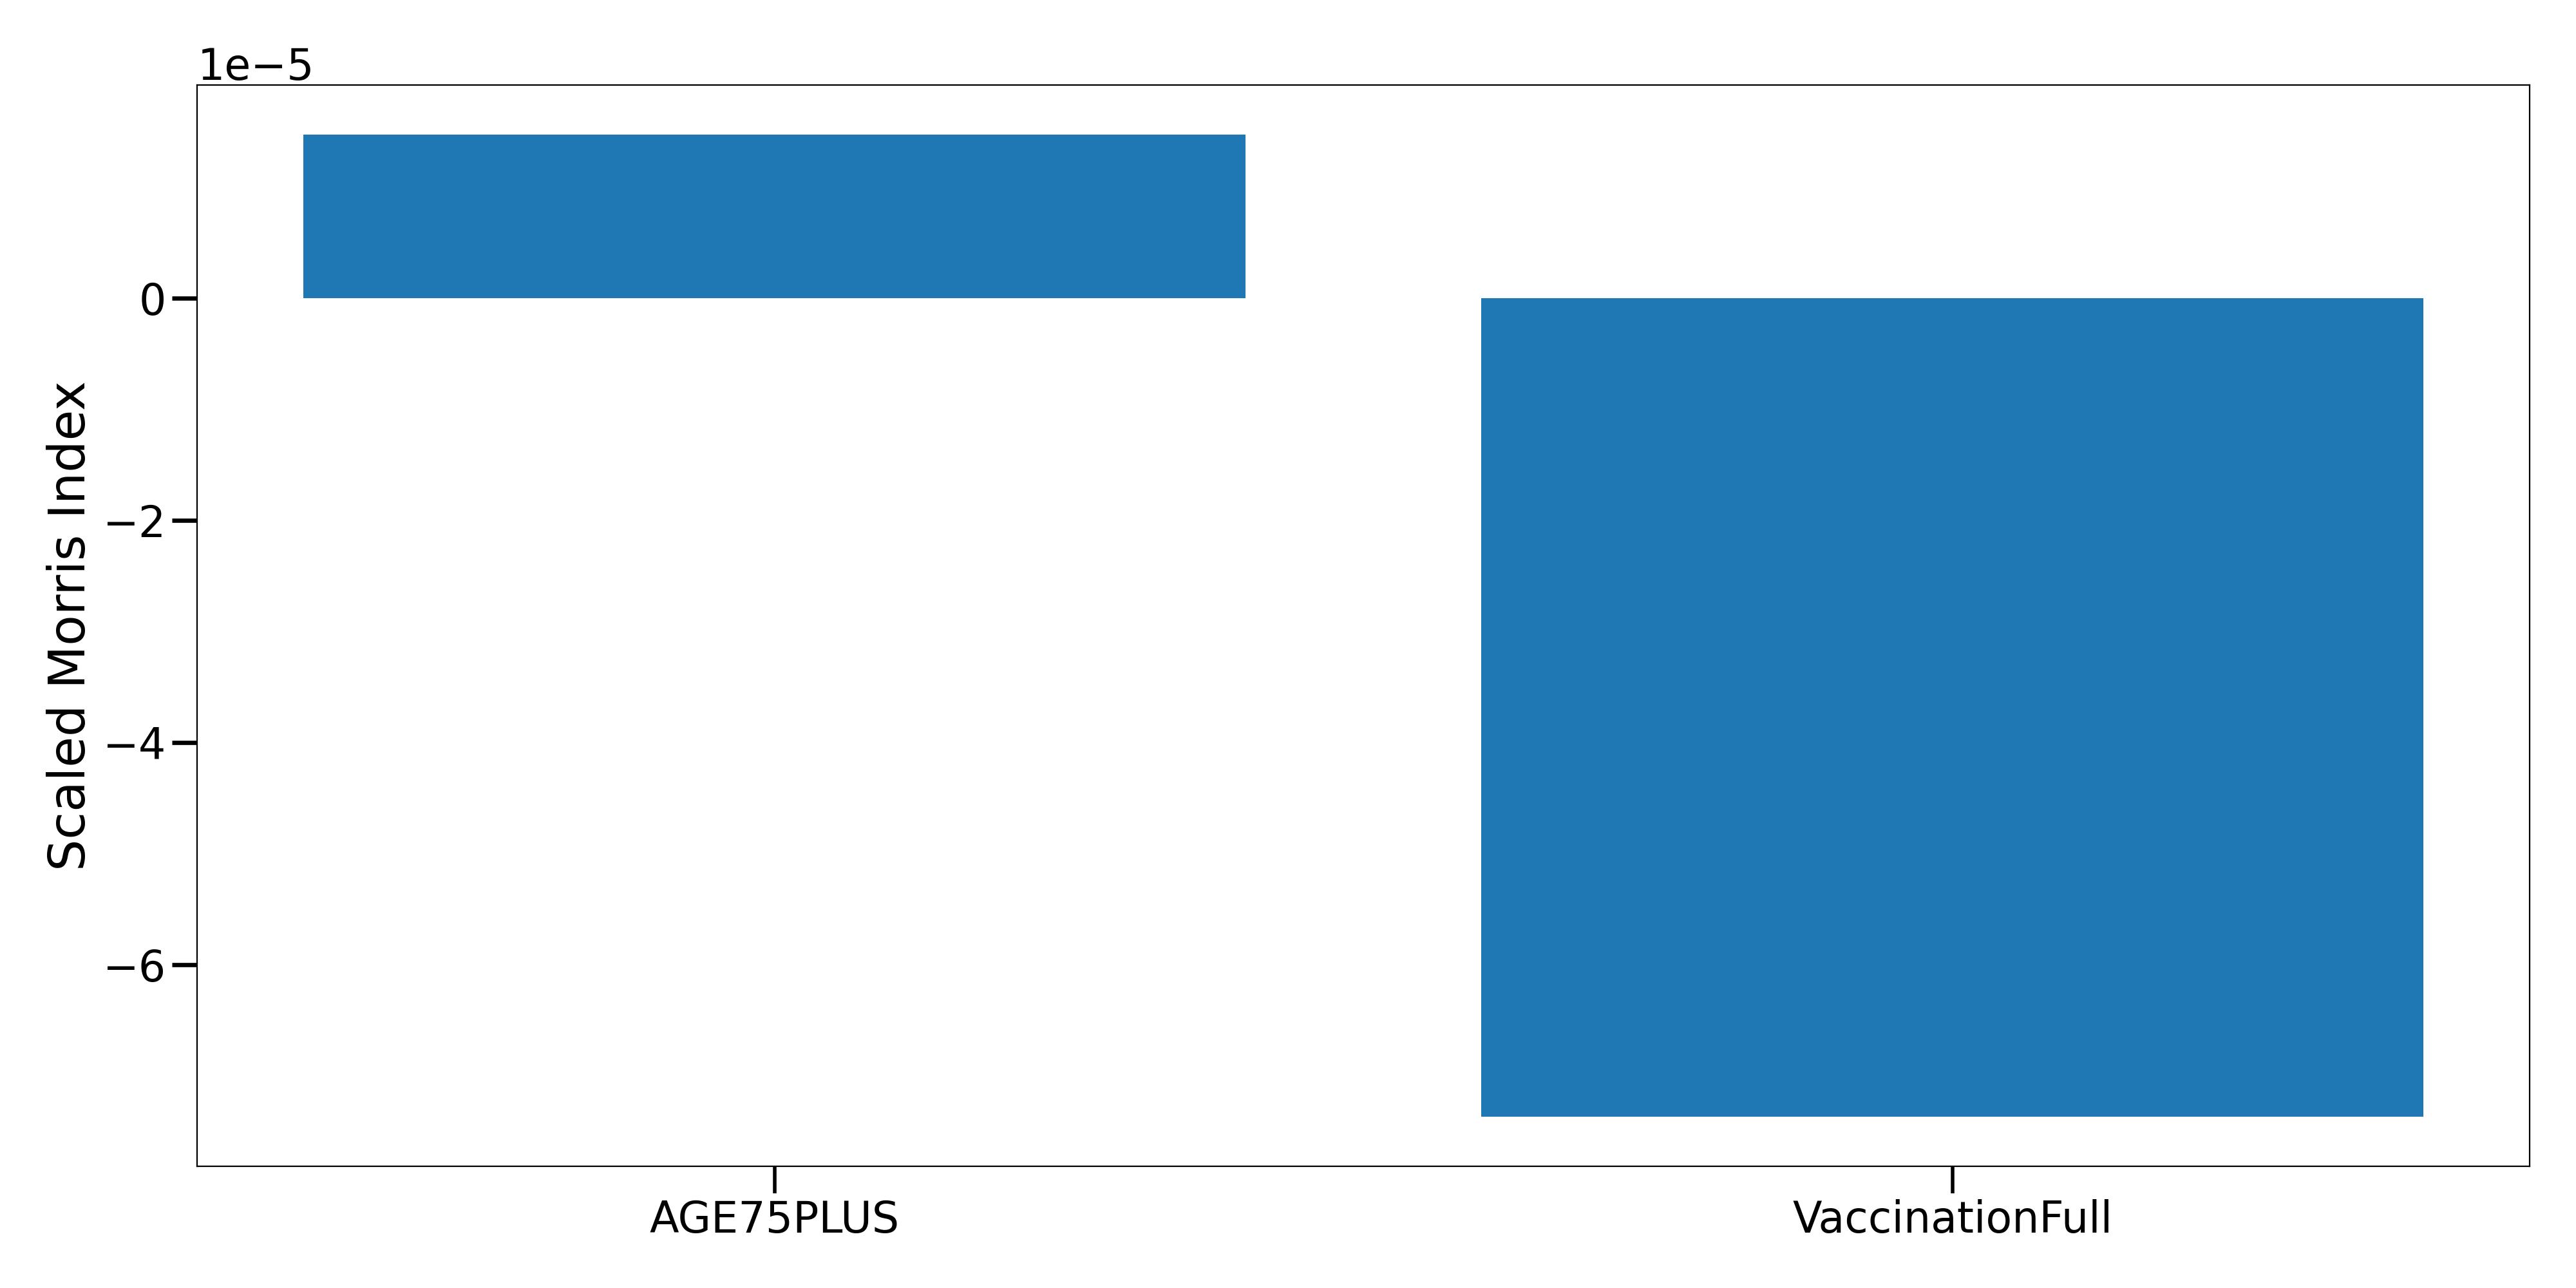 1e−5
Scaled Morris Index
0
−2
−4
−6
AGE75PLUS
VaccinationFull